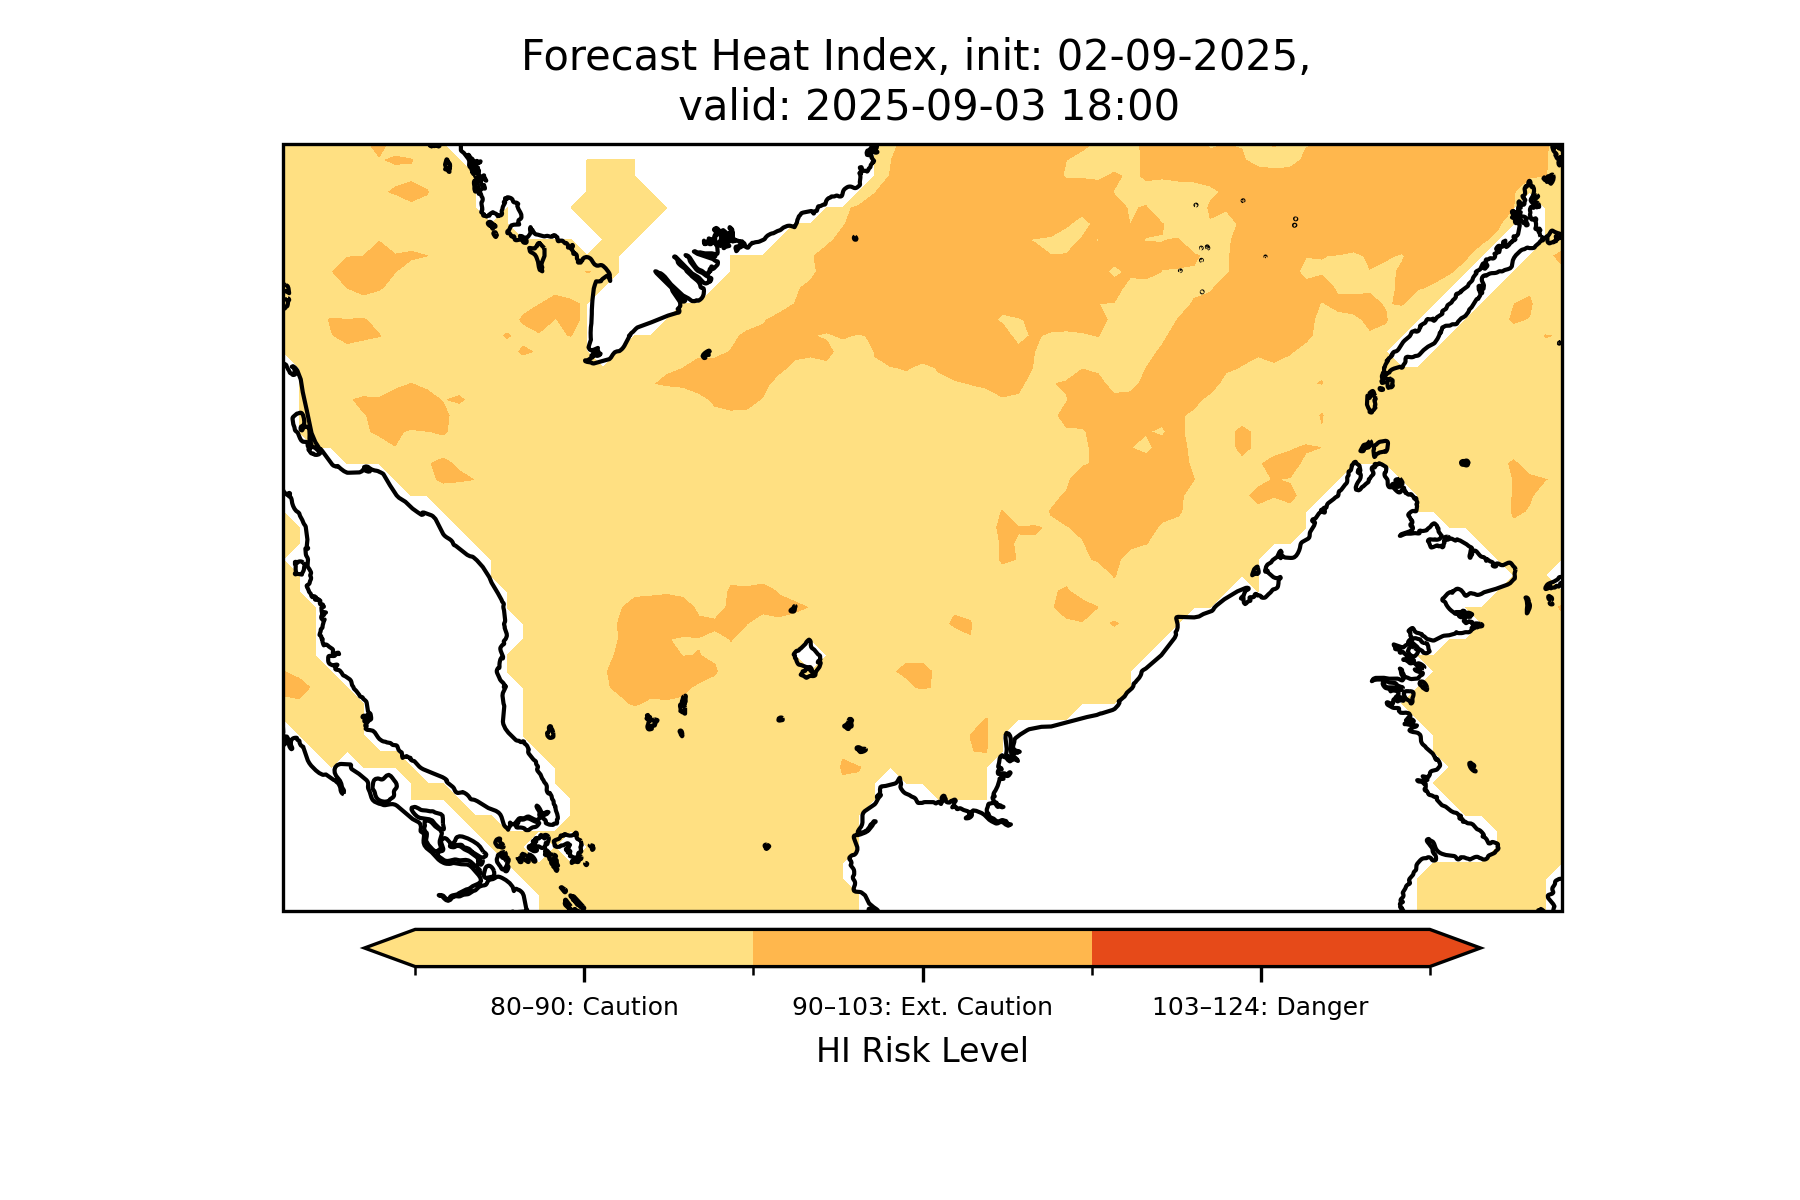 Forecast Heat Index, init: 02-09-2025,
valid: 2025-09-03 18:00
80–90: Caution
90–103: Ext. Caution
103–124: Danger
HI Risk Level